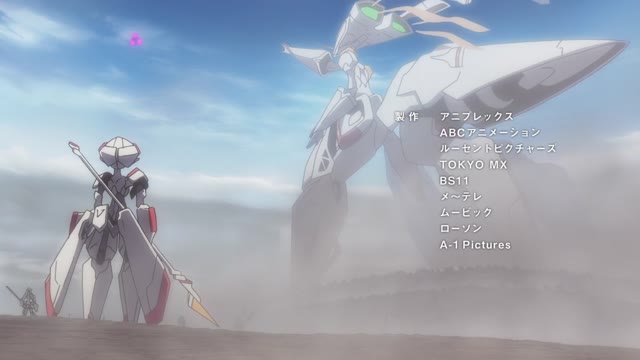 製作 アニプレックス
ABCアニメーション
ルーセントピクチャーズ
TOKYO MX
BS11
メ〜テレ
ムービック
ローソン
A-1 Pictures